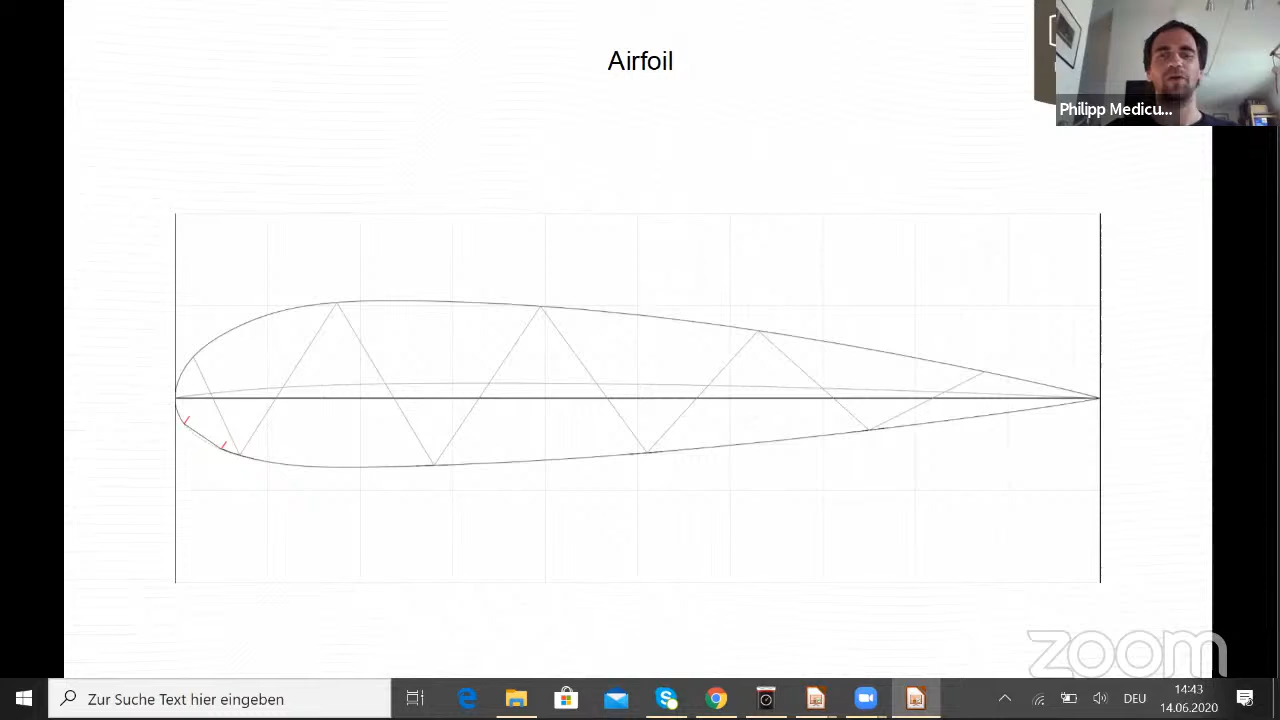 Airfoil
Philipp Medicu...
zoom
Zur Suche Text hier eingeben
DEU
14:43
14.06.2020